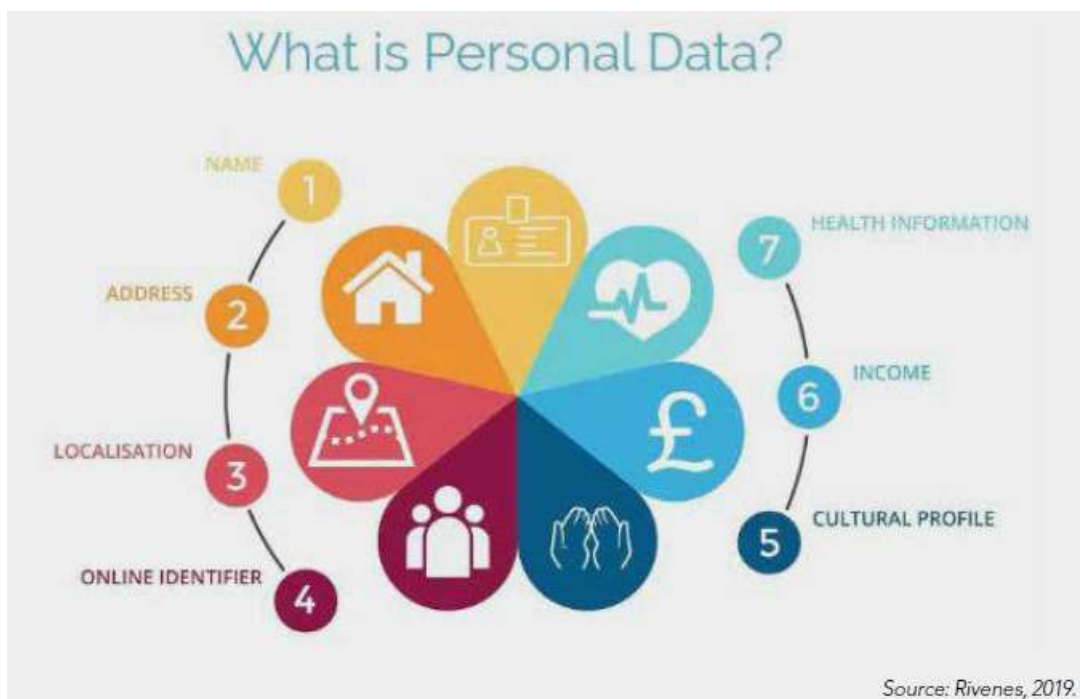 What is Personal Data?
NAME
1
ADDRESS
2
LOCALISATION
3
ONLINE IDENTIFIER
4
£
7
HEALTH INFORMATION
6
INCOME
5
CULTURAL PROFILE
Source: Rivenes, 2019.